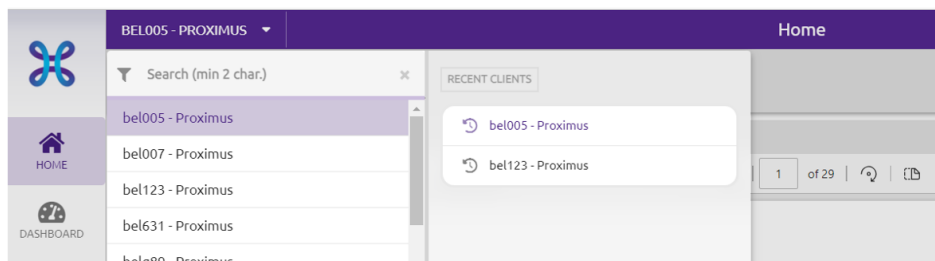 BEL005 - PROXIMUS
Home
Search (min 2 char.)
RECENT CLIENTS
bel005 - Proximus
bel007 - Proximus
bel123 - Proximus
bel631 - Proximus
bel005 - Proximus
bel123 - Proximus
HOME
DASHBOARD
1 of 29